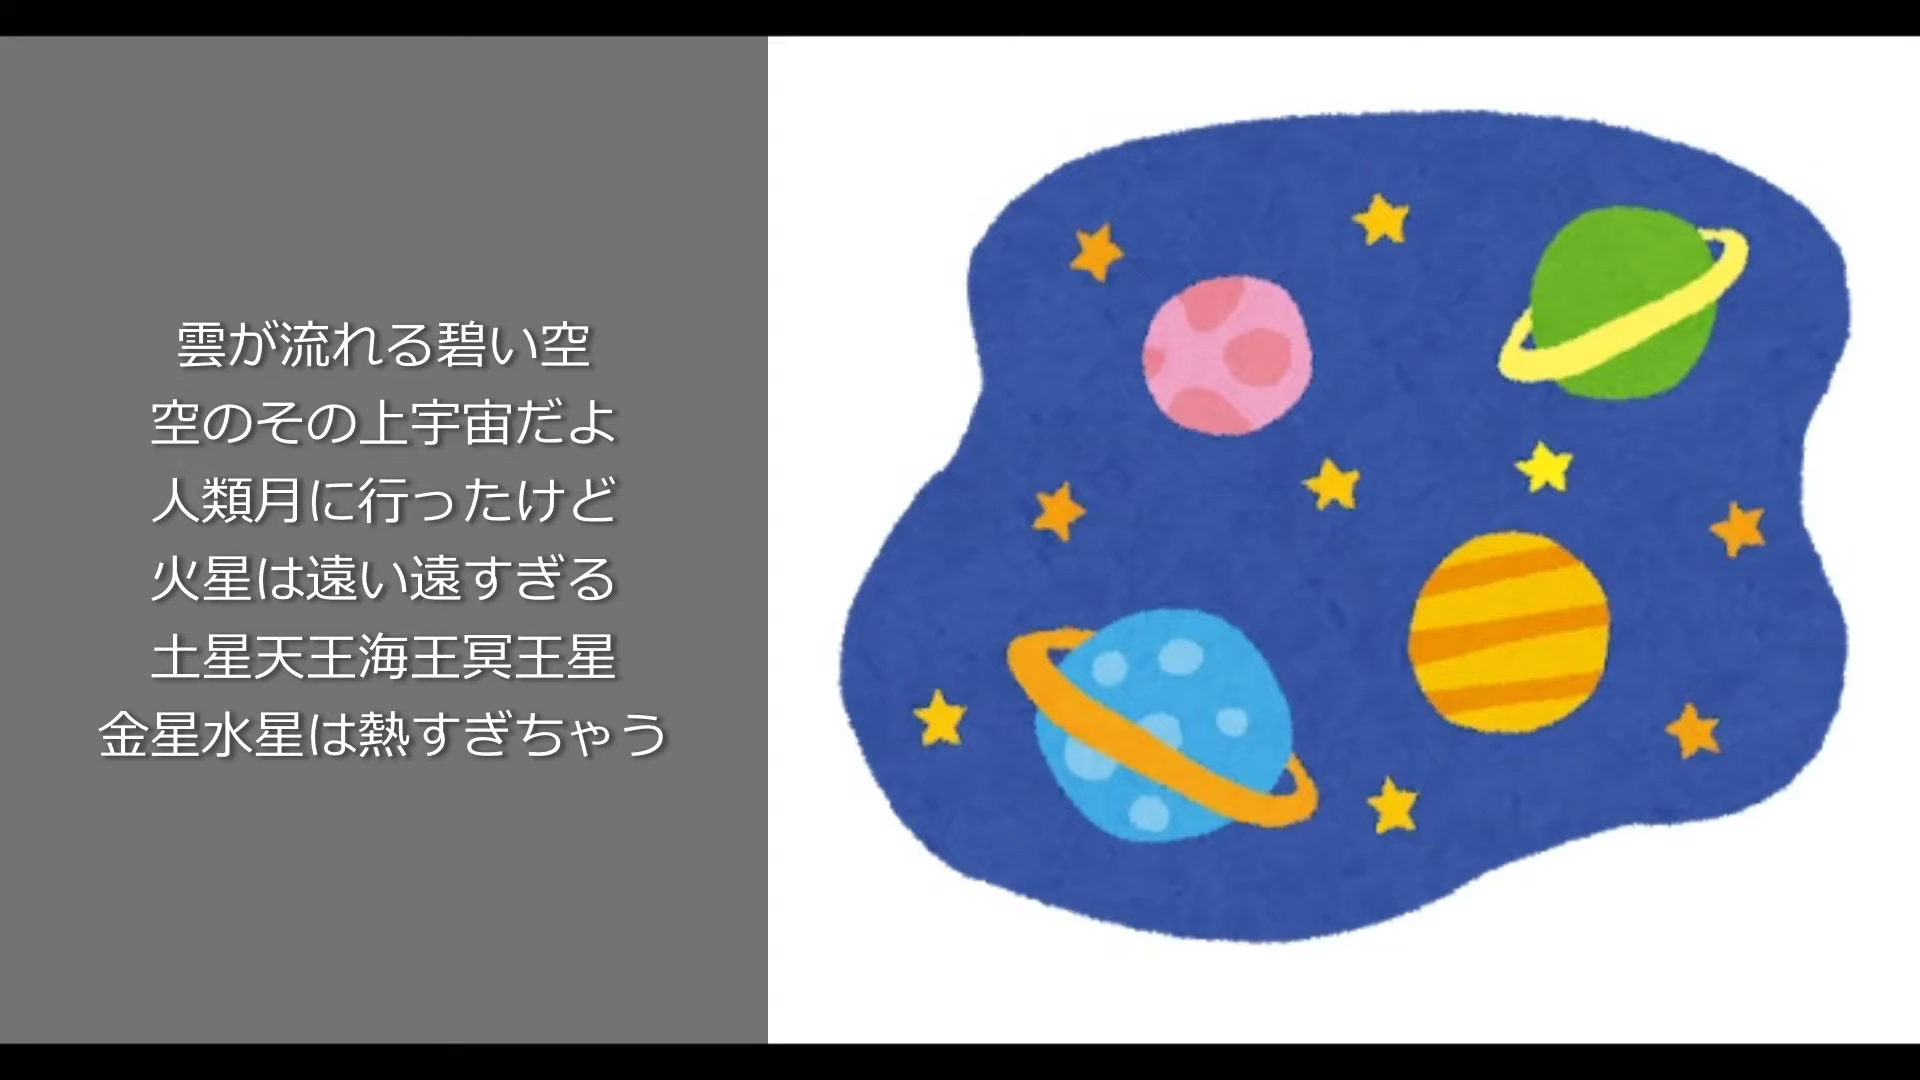 雲が流れる碧い空
空のその上宇宙だよ
人類月に行ったけど
火星は遠い遠すぎる
土星天王海王冥王星
金星水星は熱すぎちゃう